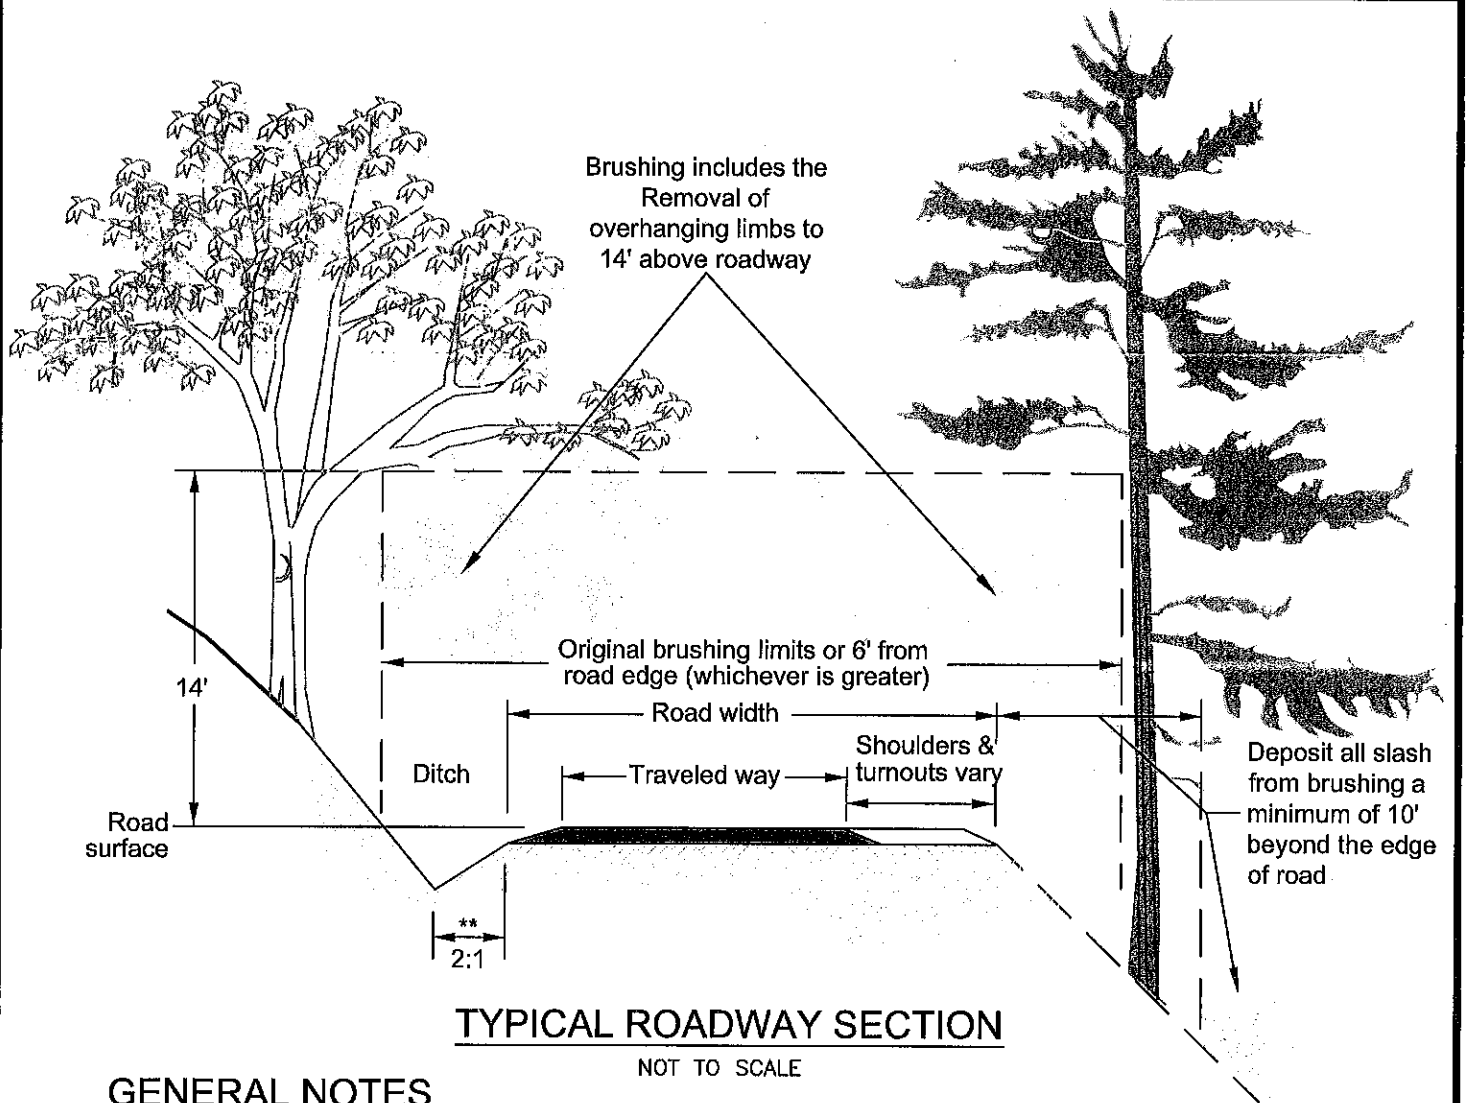 Brushing includes the
Removal of
overhanging limbs to
14' above roadway
Original brushing limits or 6' from
road edge (whichever is greater)
14'
Road width
Shoulders &
turnouts vary
Ditch
Traveled way
Deposit all slash
from brushing a
minimum of 10'
beyond the edge
of road
Road
surface
**
2:1
TYPICAL ROADWAY SECTION
NOT TO SCALE
GENERAL NOTES